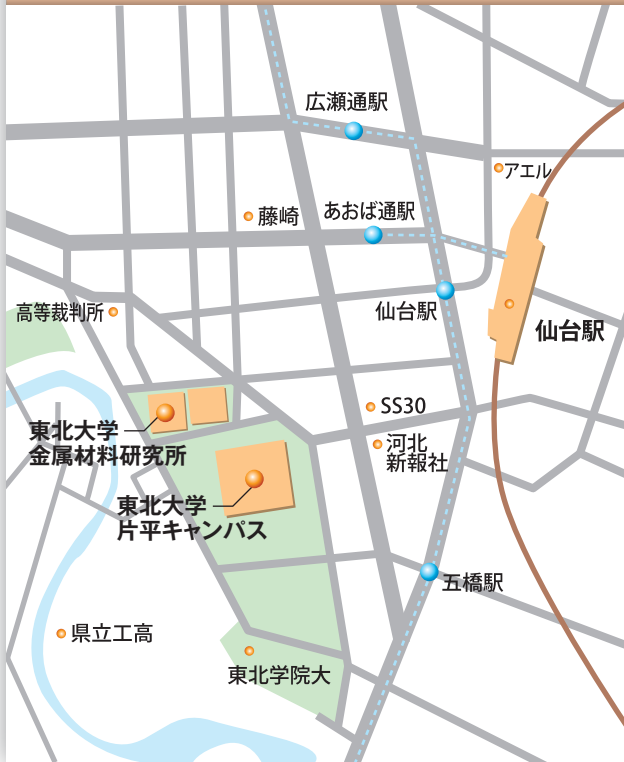 広瀬通駅
アエル
藤崎
あおば通駅
高等裁判所
仙台駅
仙台駅
SS30
東北大学
金属材料研究所
河北
新報社
東北大学
片平キャンパス
五橋駅
県立工高
東北学院大